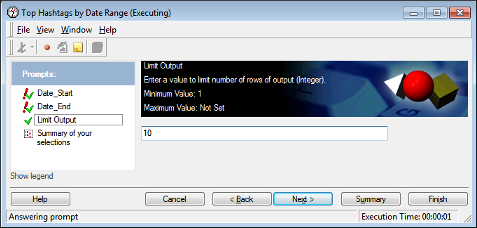 Top Hashtags by Date Range (Executing)
File View Window Help
Prompts:
Date_Start
Date_End
Limit Output
Summary of your
selections
Show legend
Limit Output
Enter a value to limit number of rows of output (Integer).
Minimum Value: 1
Maximum Value: Not Set
10
Help Cancel < Back Next > Summary Finish
Answering prompt Execution Time: 00:00:01